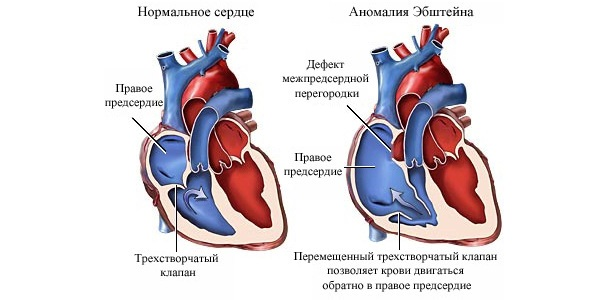 Нормальное сердце
Правое
предсердие
Трехстворчатый
клапан
Аномалия Эбштейна
Дефект
межпредсердной
перегородки
Правое
предсердие
Перемещенный трехстворчатый клапан
позволяет крови двигаться
обратно в правое предсердие